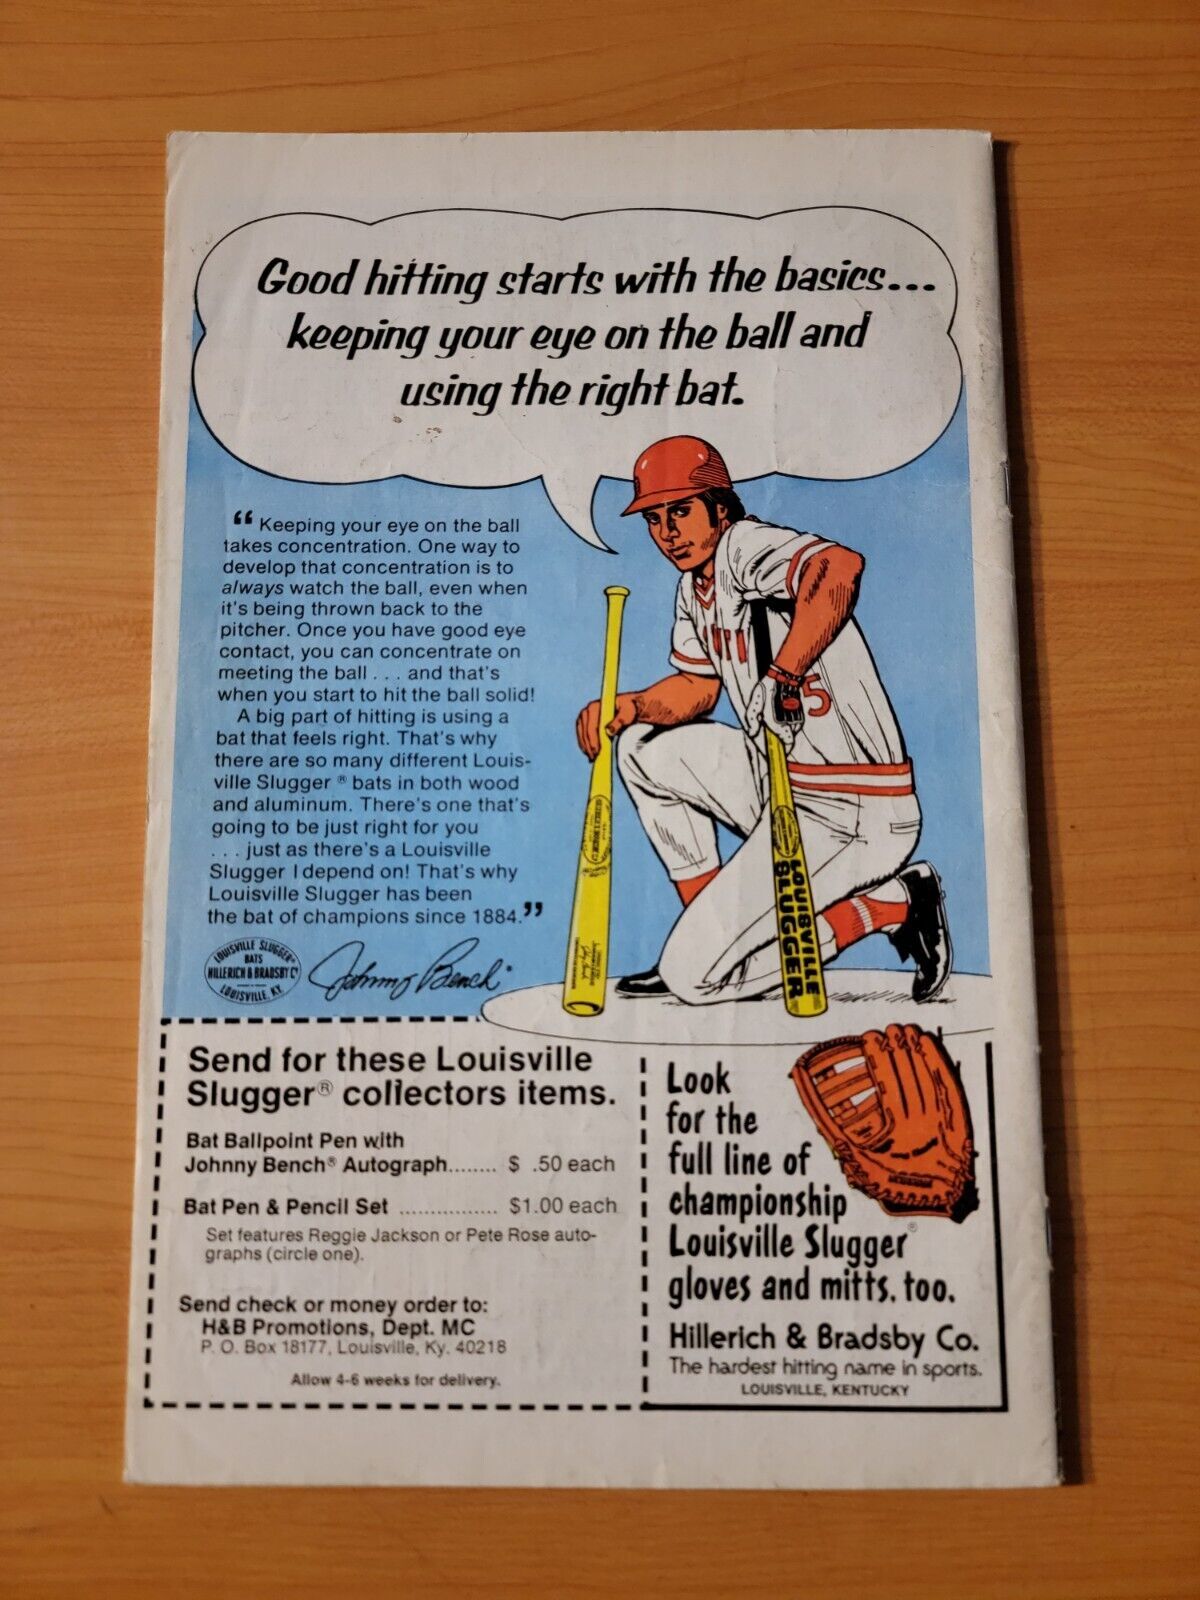 Good hitting starts with the basics...
keeping your eye on the ball and
using the right bat.
“ Keeping your eye on the ball
takes concentration. One way to
develop that concentration is to
always watch the ball, even when
it's being thrown back to the
pitcher. Once you have good eye
contact, you can concentrate on
meeting the ball . . . and that's
when you start to hit the ball solid!
A big part of hitting is using a
bat that feels right. That's why
there are so many different Louis-
ville Slugger ® bats in both wood
and aluminum. There's one that's
going to be just right for you
. . . just as there's a Louisville
Slugger I depend on! That's why
Louisville Slugger has been
the bat of champions since 1884.”
LOUISVILLE SLUGGER®
BATS
HILLERICH & BRADSBY Co
LOUISVILLE, KY.
Johnny Bench
5
LOUISVILLE
SLUGGER
Send for these Louisville
Slugger® collectors items.
Bat Ballpoint Pen with
Johnny Bench® Autograph........ $ .50 each
Bat Pen & Pencil Set ................ $1.00 each
Set features Reggie Jackson or Pete Rose auto-
graphs (circle one).
Send check or money order to:
H&B Promotions, Dept. MC
P. O. Box 18177, Louisville, Ky. 40218
Allow 4-6 weeks for delivery.
Look
for the
full line of
championship
Louisville Slugger®
gloves and mitts, too.
Hillerich & Bradsby Co.
The hardest hitting name in sports.
LOUISVILLE, KENTUCKY